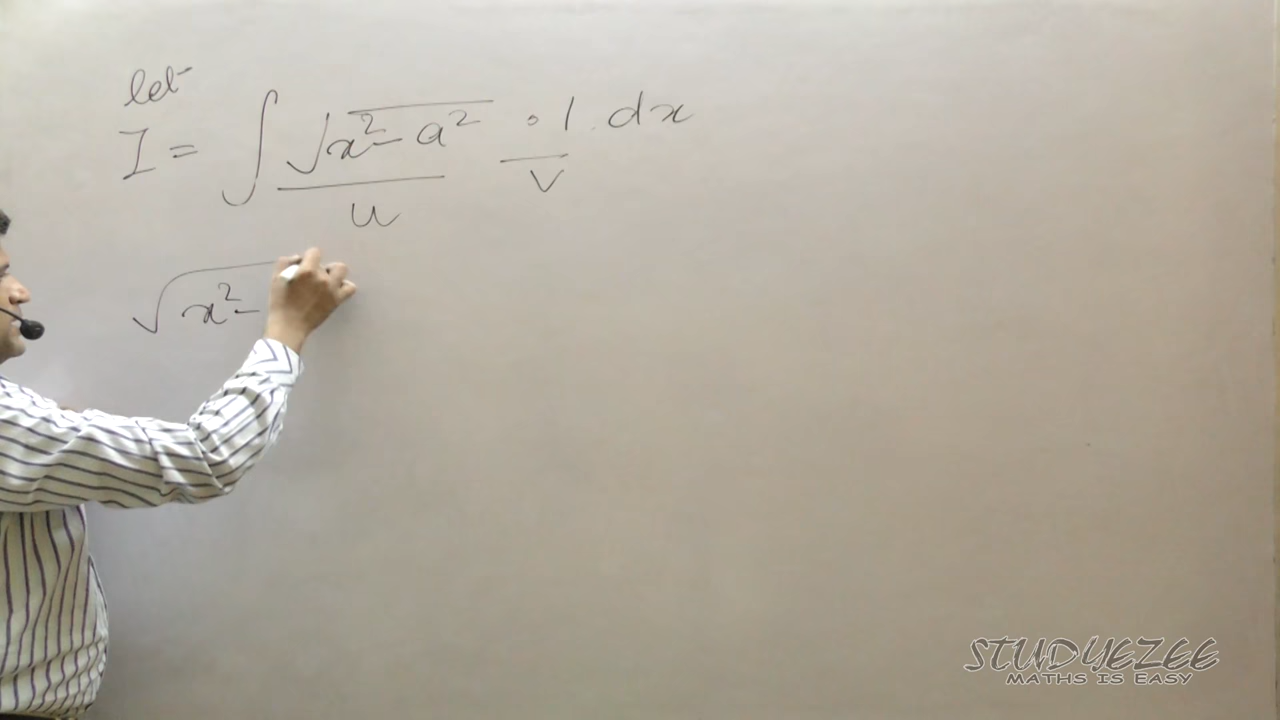 let
I = ∫ √x²-a² · 1 . dx
u v
√x²-
STUDYEZEE
MATHS IS EASY